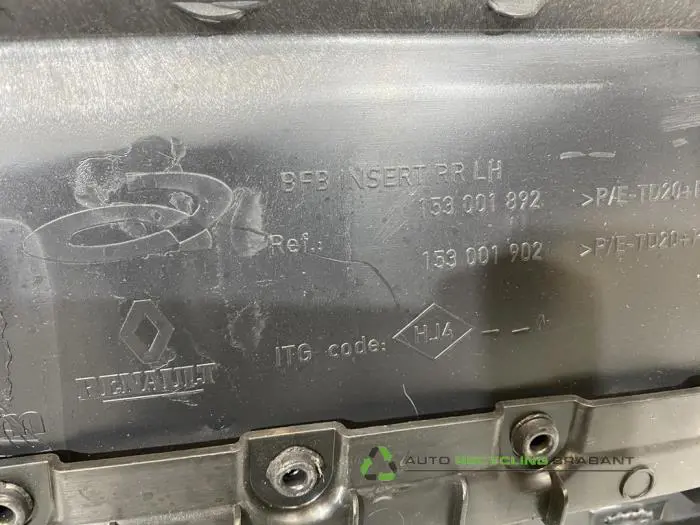 INSERT RR LH
153 001 892 >P/E-TD20+
Ref.:
153 001 902 >P/E-TD20+
ITG code: HJ4 -- 
RENAULT
AUTO RECYCLING BRABANT